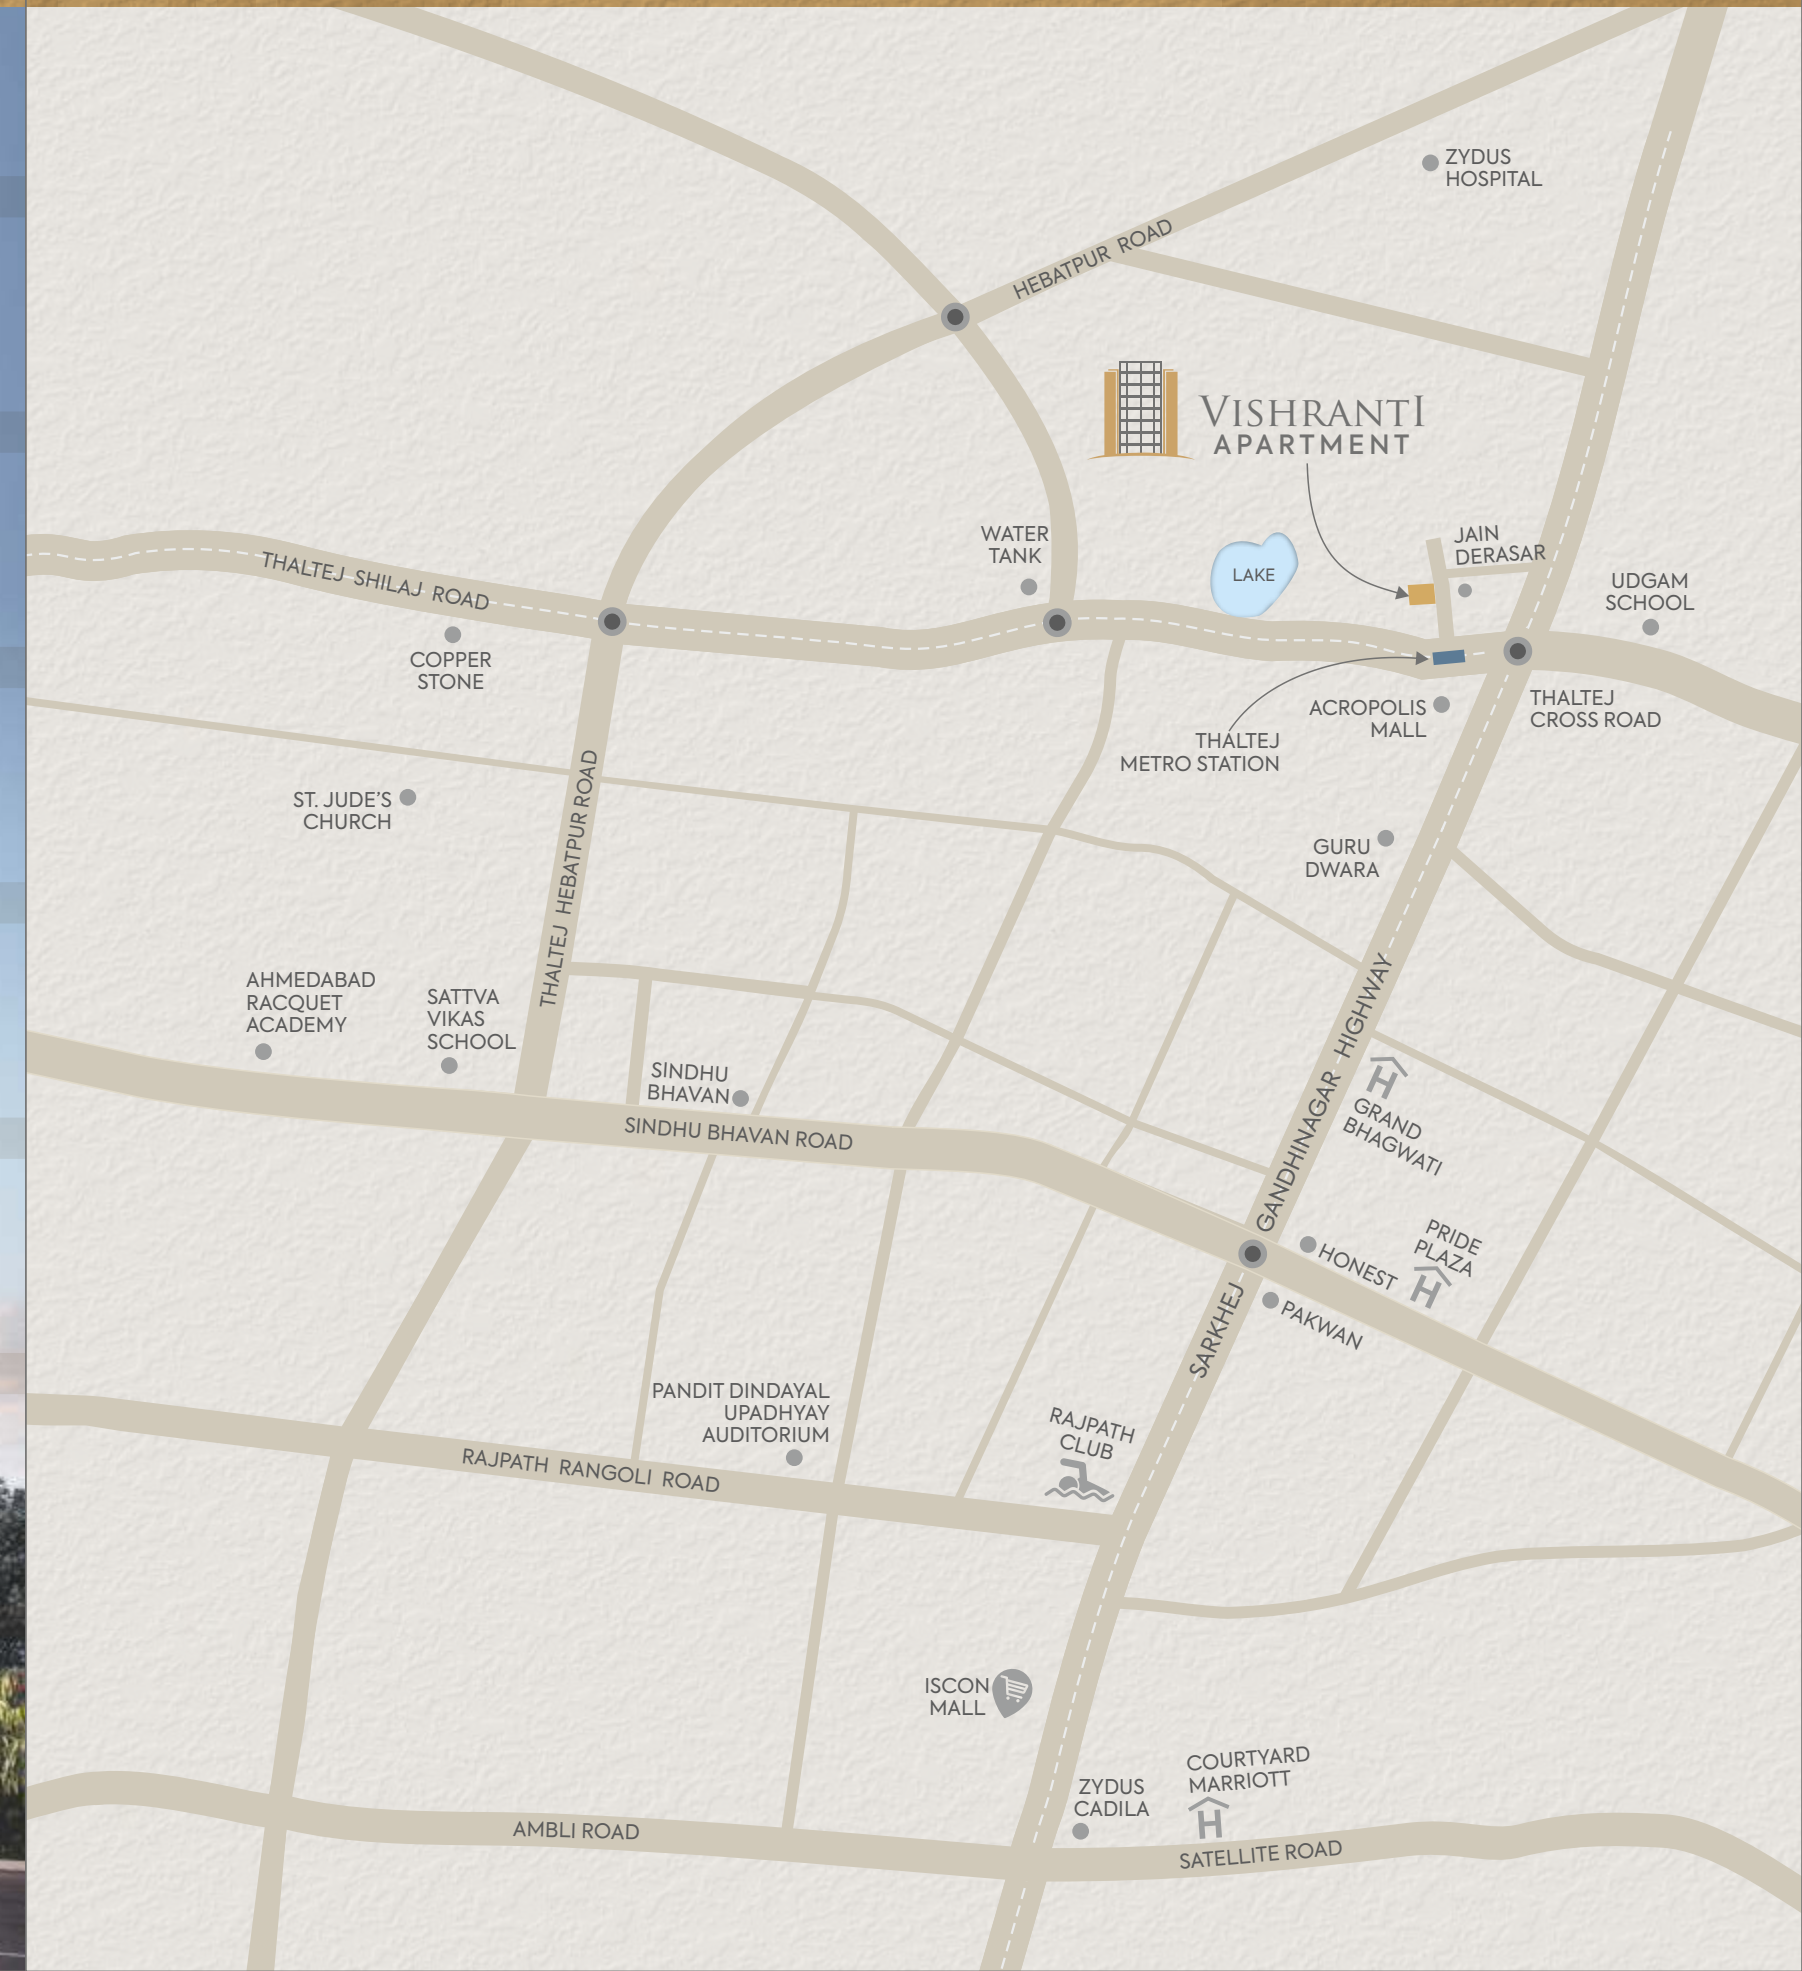 ZYDUS
HOSPITAL
HEBATPUR ROAD
VISHRANTI
APARTMENT
WATER
TANK
LAKE
JAIN
DERASAR
UDGAM
SCHOOL
THALTEJ SHILAJ ROAD
COPPER
STONE
ACROPOLIS
MALL
THALTEJ
CROSS ROAD
THALTEJ
METRO STATION
ST. JUDE'S
CHURCH
THALTEJ HEBATPUR ROAD
GURU
DWARA
AHMEDABAD
RACQUET
ACADEMY
SATTVA
VIKAS
SCHOOL
SINDHU
BHAVAN
SINDHU BHAVAN ROAD
SARKHEJ GANDHINAGAR HIGHWAY
H
GRAND
BHAGWATI
HONEST
PRIDE
PLAZA
H
PAKWAN
PANDIT DINDAYAL
UPADHYAY
AUDITORIUM
RAJPATH
CLUB
RAJPATH RANGOLI ROAD
ISCON
MALL
ZYDUS
CADILA
COURTYARD
MARRIOTT
H
AMBLI ROAD
SATELLITE ROAD